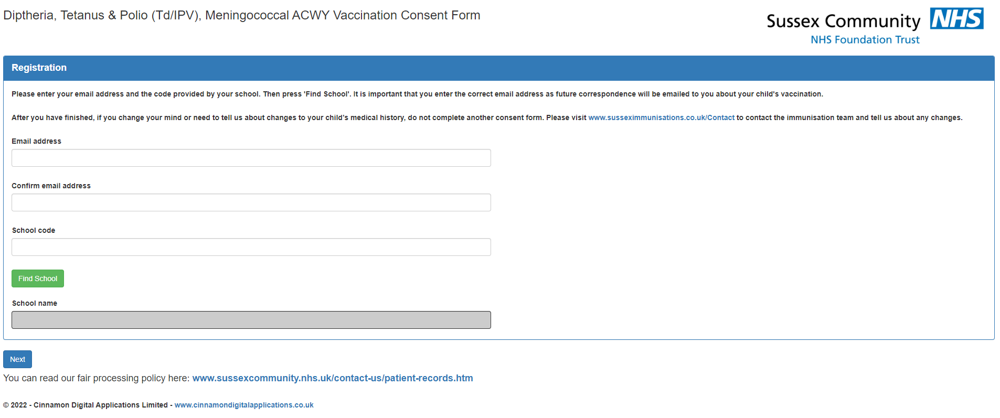 Diptheria, Tetanus & Polio (Td/IPV), Meningococcal ACWY Vaccination Consent Form
Sussex Community NHS
NHS Foundation Trust
Registration
Please enter your email address and the code provided by your school. Then press 'Find School'. It is important that you enter the correct email address as future correspondence will be emailed to you about your child's vaccination.
After you have finished, if you change your mind or need to tell us about changes to your child’s medical history, do not complete another consent form. Please visit www.susseximmunisations.co.uk/Contact to contact the immunisation team and tell us about any changes.
Email address
Confirm email address
School code
Find School
School name
Next
You can read our fair processing policy here: www.sussexcommunity.nhs.uk/contact-us/patient-records.htm
© 2022 - Cinnamon Digital Applications Limited - www.cinnamondigitalapplications.co.uk